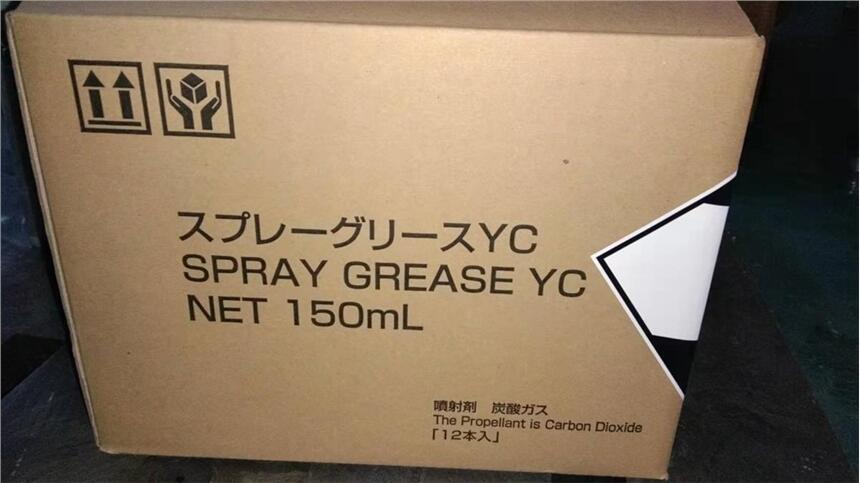 スプレーグリースYC
SPRAY GREASE YC
NET 150mL
噴射剤　炭酸ガス
The Propellant is Carbon Dioxide
「12本入」